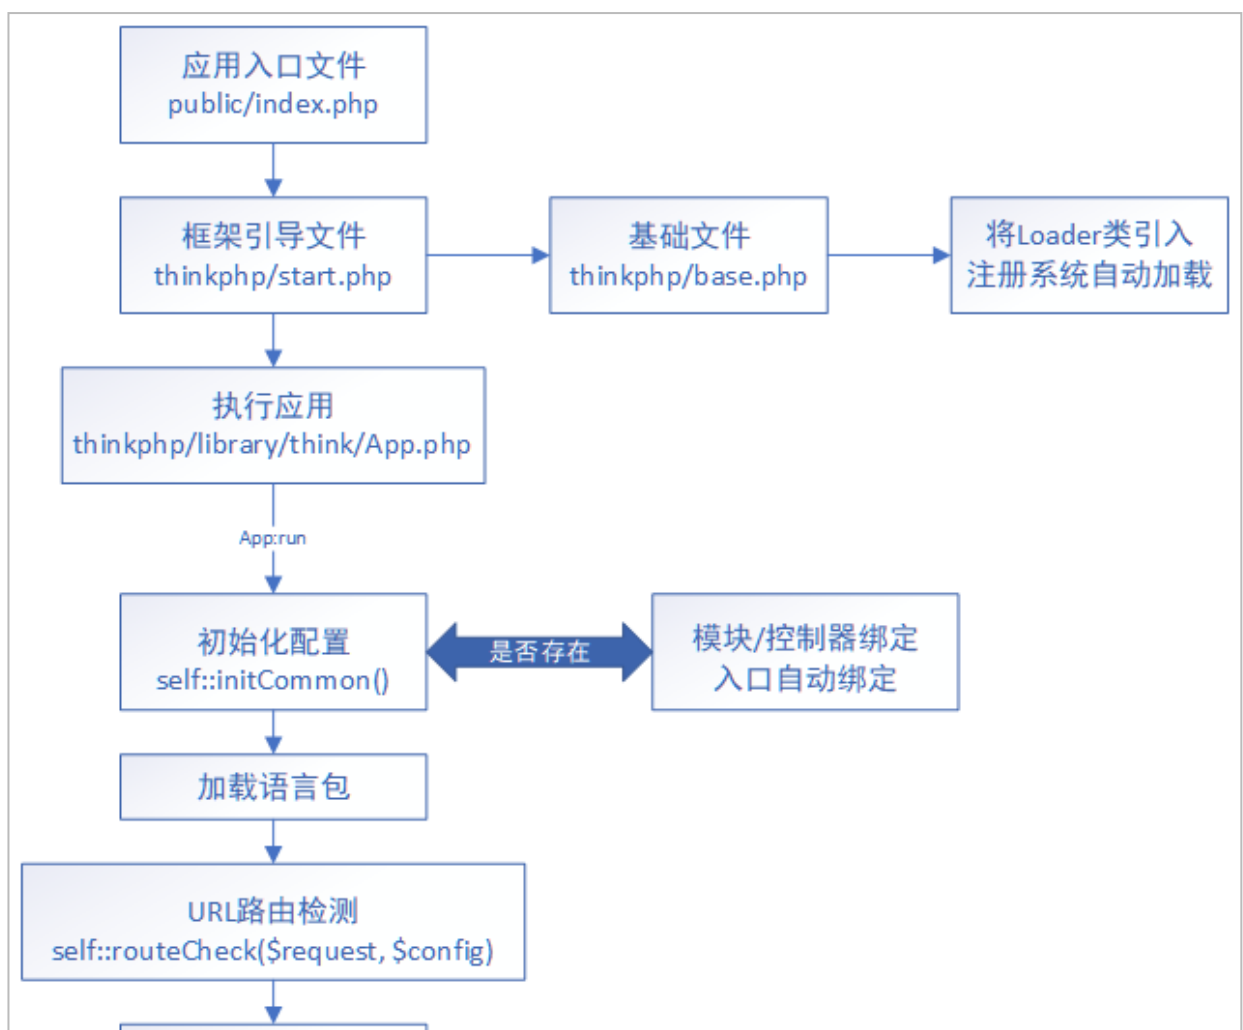 应用入口文件
public/index.php
框架引导文件
thinkphp/start.php
基础文件
thinkphp/base.php
将Loader类引入
注册系统自动加载
执行应用
thinkphp/library/think/App.php
App:run
初始化配置
self::initCommon()
是否存在
模块/控制器绑定
入口自动绑定
加载语言包
URL路由检测
self::routeCheck($request, $config)